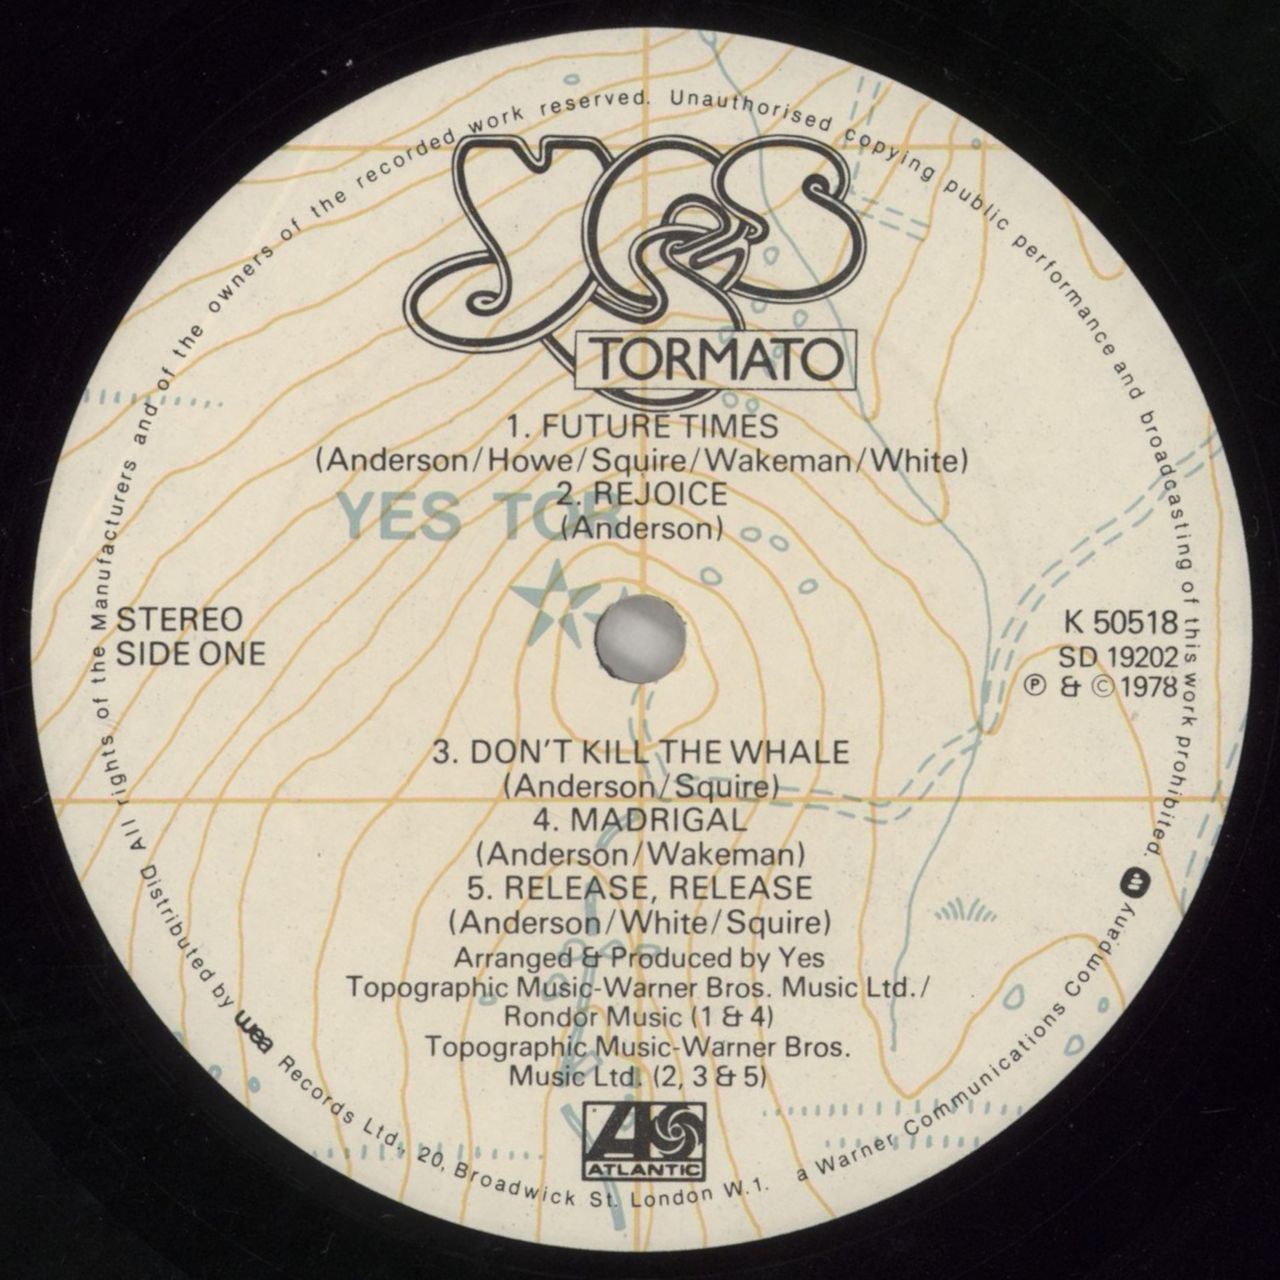 All rights of the Manufacturers and of the owners of the recorded work reserved. Unauthorised copying public performance and broadcasting of this work prohibited.
YES
TORMATO
1. FUTURE TIMES
(Anderson/Howe/Squire/Wakeman/White)
2. REJOICE
(Anderson)
YES TOR
STEREO
SIDE ONE
K 50518
SD 19202
Ⓟ & © 1978
3. DON'T KILL THE WHALE
(Anderson/Squire)
4. MADRIGAL
(Anderson/Wakeman)
5. RELEASE, RELEASE
(Anderson/White/Squire)
Arranged & Produced by Yes
Topographic Music-Warner Bros. Music Ltd./
Rondor Music (1 & 4)
Topographic Music-Warner Bros.
Music Ltd. (2, 3 & 5)
ATLANTIC
Distributed by wea Records Ltd., 20, Broadwick St. London W.1. a Warner Communications Company